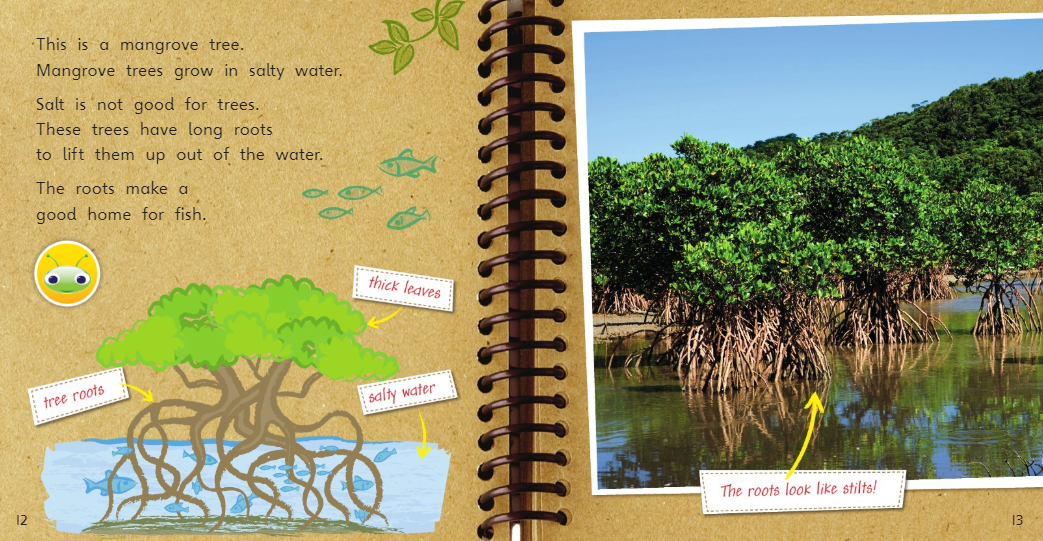 This is a mangrove tree.
Mangrove trees grow in salty water.
Salt is not good for trees.
These trees have long roots
to lift them up out of the water.
The roots make a
good home for fish.
thick leaves
tree roots
salty water
12
The roots look like stilts!
13